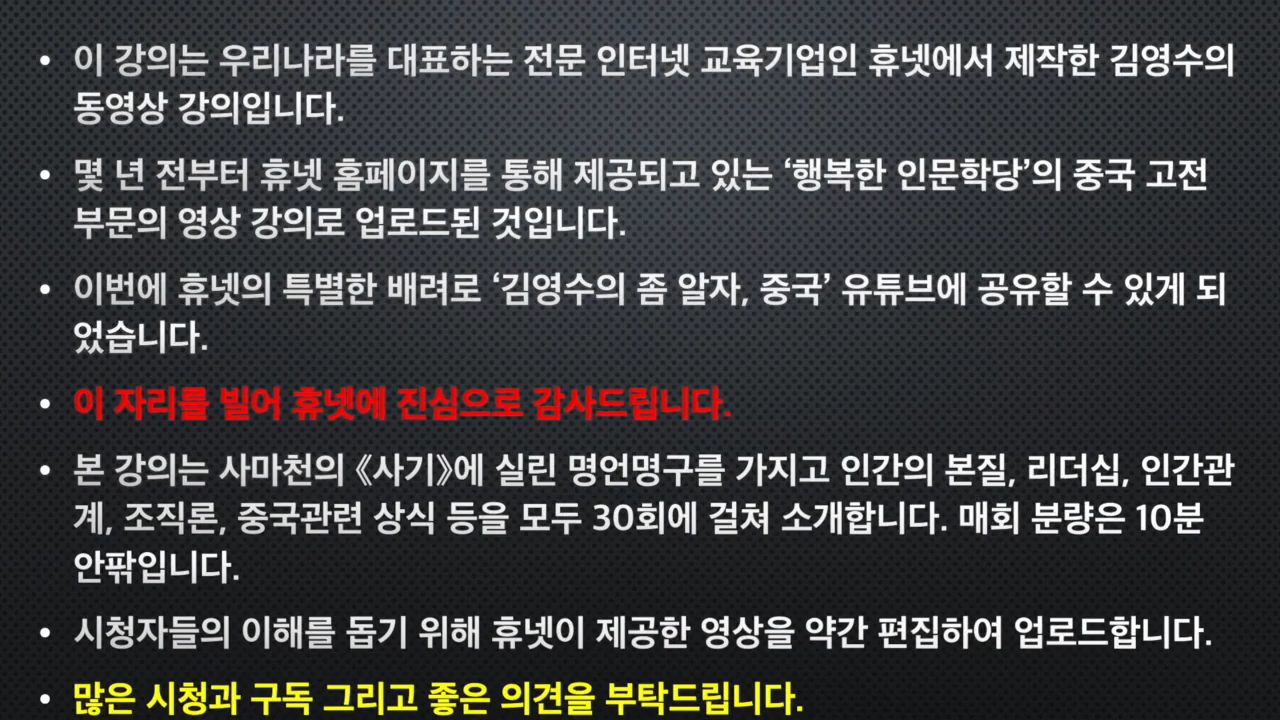 • 이 강의는 우리나라를 대표하는 전문 인터넷 교육기업인 휴넷에서 제작한 김영수의
동영상 강의입니다.
• 몇 년 전부터 휴넷 홈페이지를 통해 제공되고 있는 ‘행복한 인문학당’의 중국 고전
부문의 영상 강의로 업로드된 것입니다.
• 이번에 휴넷의 특별한 배려로 ‘김영수의 좀 알자, 중국’ 유튜브에 공유할 수 있게 되
었습니다.
• 이 자리를 빌어 휴넷에 진심으로 감사드립니다.
• 본 강의는 사마천의 《사기》에 실린 명언명구를 가지고 인간의 본질, 리더십, 인간관
계, 조직론, 중국관련 상식 등을 모두 30회에 걸쳐 소개합니다. 매회 분량은 10분
안팎입니다.
• 시청자들의 이해를 돕기 위해 휴넷이 제공한 영상을 약간 편집하여 업로드합니다.
• 많은 시청과 구독 그리고 좋은 의견을 부탁드립니다.